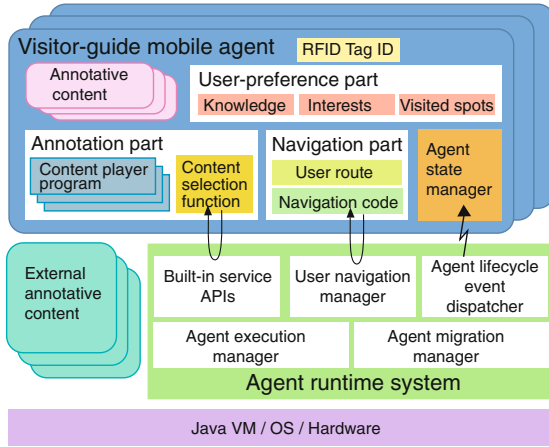 Visitor-guide mobile agent
RFID Tag ID
Annotative
content
User-preference part
Knowledge
Interests
Visited spots
Annotation part
Content player
program
Content
selection
function
Navigation part
User route
Navigation code
Agent
state
manager
External
annotative
content
Built-in service
APIs
User navigation
manager
Agent lifecycle
event
dispatcher
Agent execution
manager
Agent migration
manager
Agent runtime system
Java VM / OS / Hardware